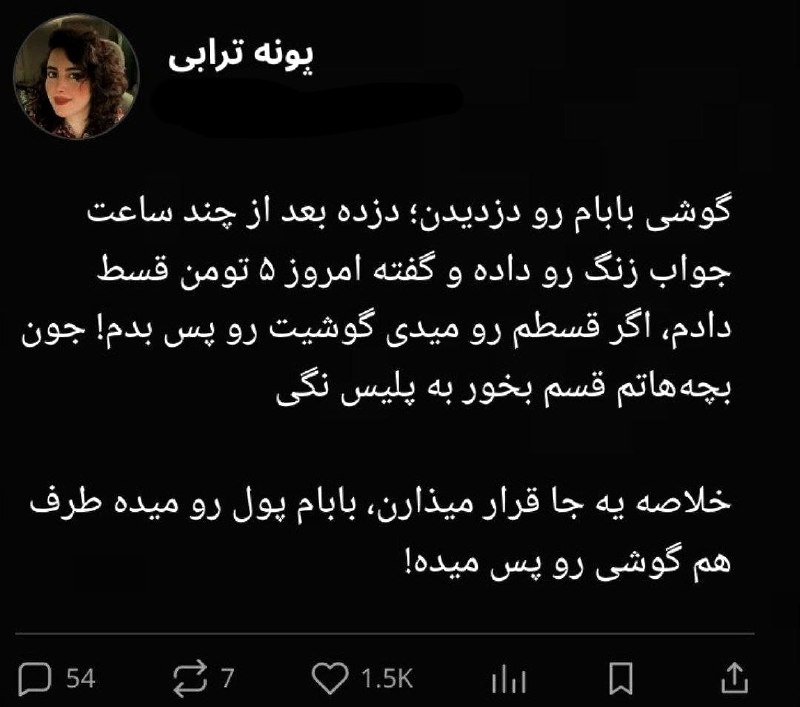 پونه ترابی
گوشی بابام رو دزدیدن؛ دزده بعد از چند ساعت
جواب زنگ رو داده و گفته امروز ۵ تومن قسط
دادم، اگر قسطم رو میدی گوشیت رو پس بدم! جون
بچه‌هاتم قسم بخور به پلیس نگی
خلاصه یه جا قرار میذارن، بابام پول رو میده طرف
هم گوشی رو پس میده!
54 7 1.5K